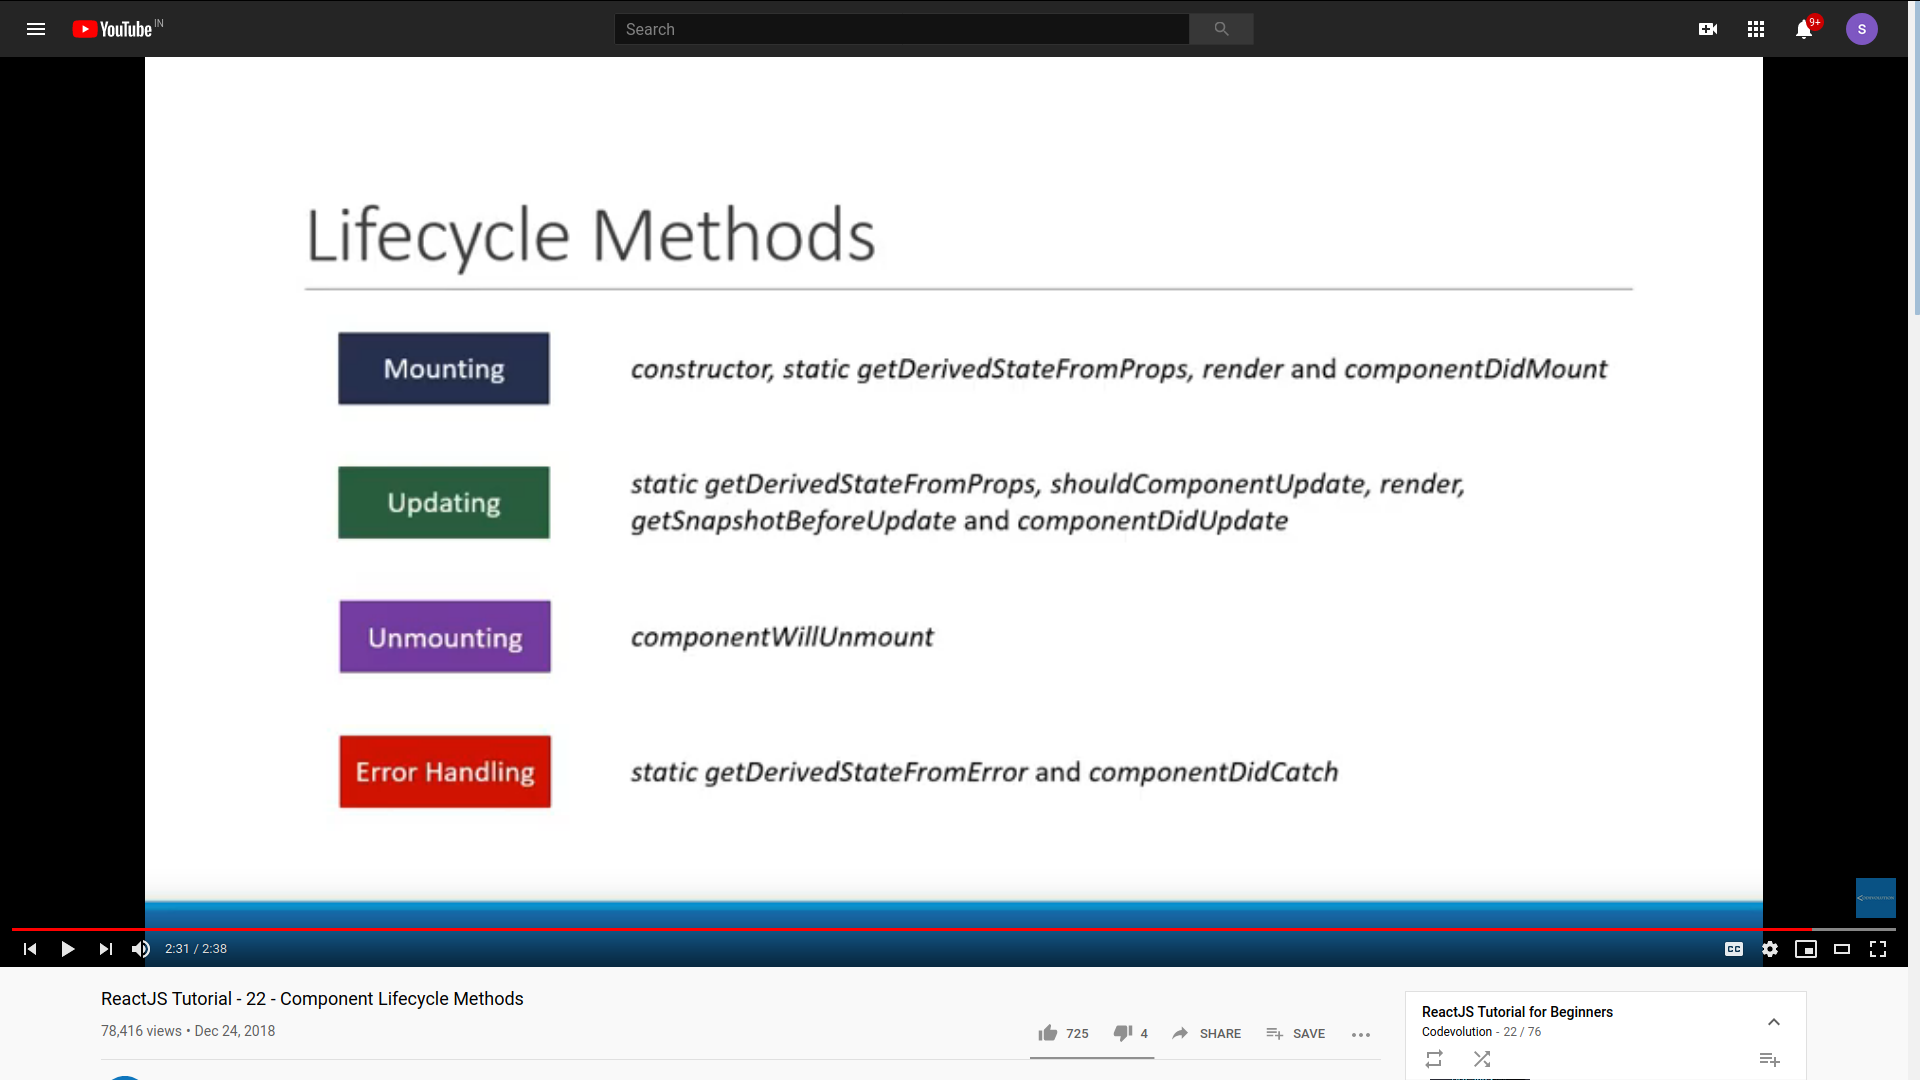 YouTube IN
Search
9+
S
Lifecycle Methods
Mounting
constructor, static getDerivedStateFromProps, render and componentDidMount
Updating
static getDerivedStateFromProps, shouldComponentUpdate, render,
getSnapshotBeforeUpdate and componentDidUpdate
Unmounting
componentWillUnmount
Error Handling
static getDerivedStateFromError and componentDidCatch
CODEVOLUTION
2:31 / 2:38
CC
ReactJS Tutorial - 22 - Component Lifecycle Methods
78,416 views • Dec 24, 2018
725
4
SHARE
SAVE
ReactJS Tutorial for Beginners
Codevolution - 22 / 76